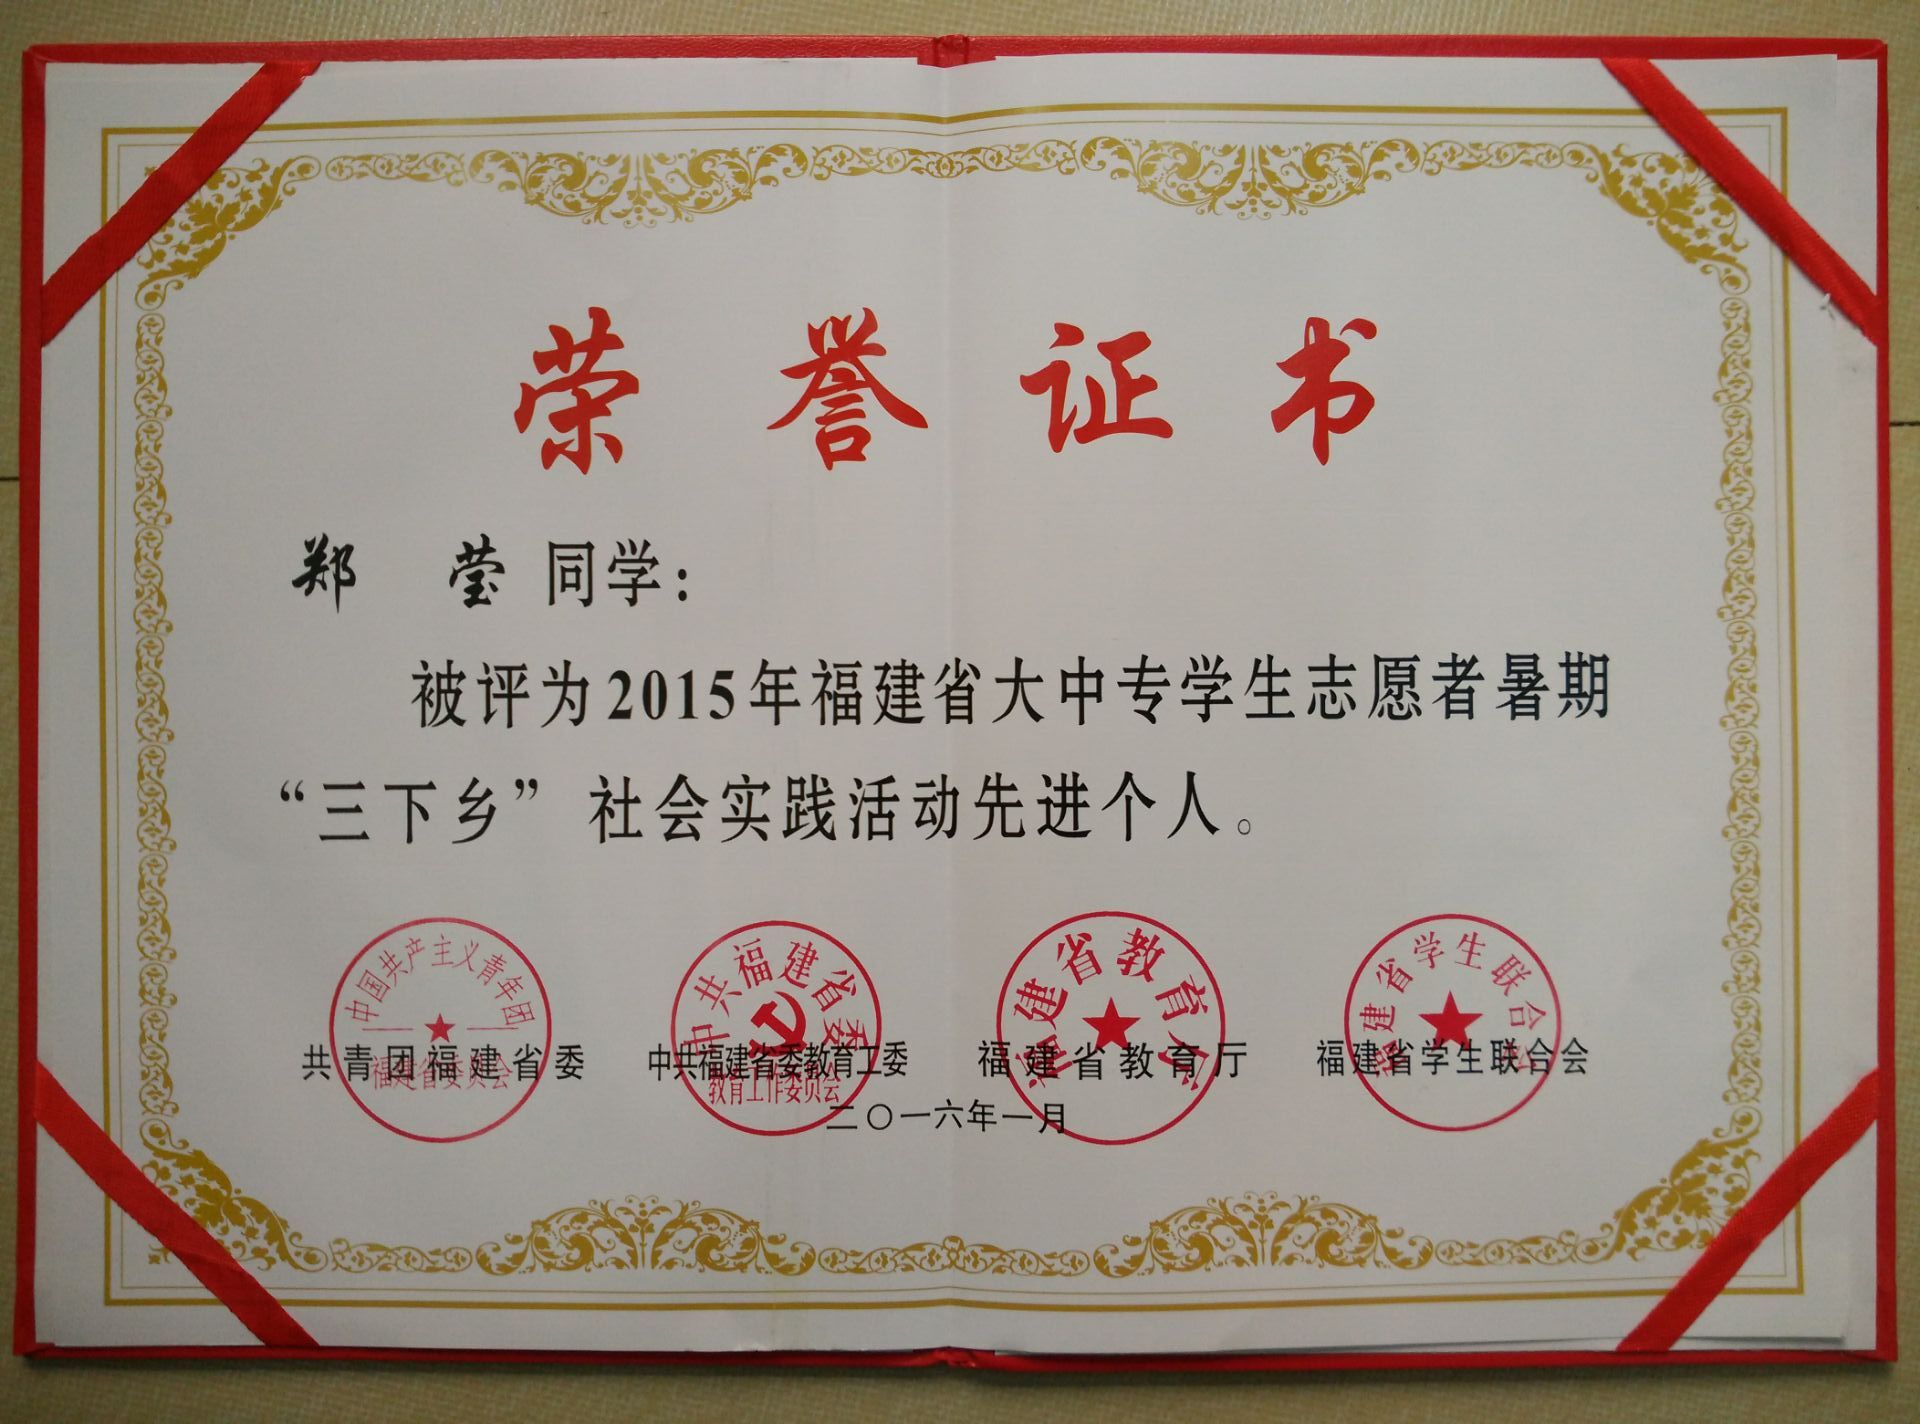 荣誉证书
郑 莹 同学：
被评为2015年福建省大中专学生志愿者暑期
“三下乡”社会实践活动先进个人。
中国共产主义青年团
福建省委员会
中共福建省委
教育工作委员会
福建省教育厅
福建省学生联合会
共青团福建省委 中共福建省委教育工委 福建省教育厅 福建省学生联合会
二〇一六年一月